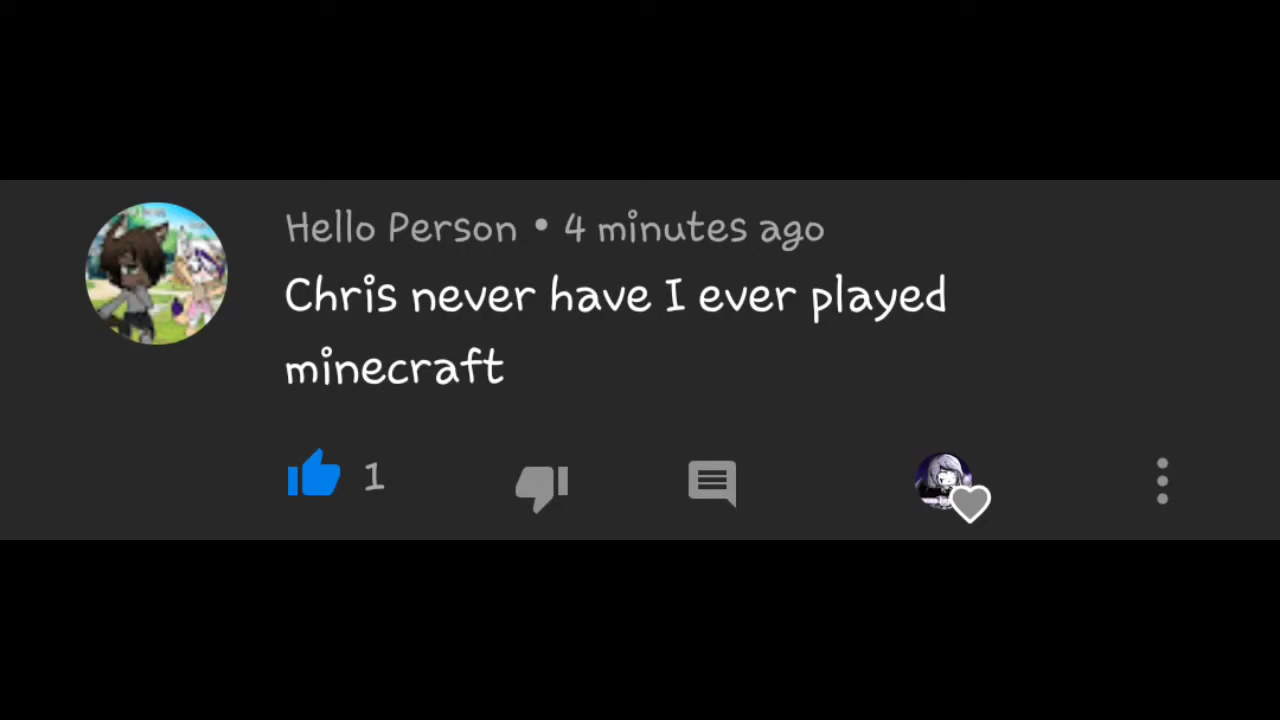 Hello Person • 4 minutes ago
Chris never have I ever played
minecraft
1